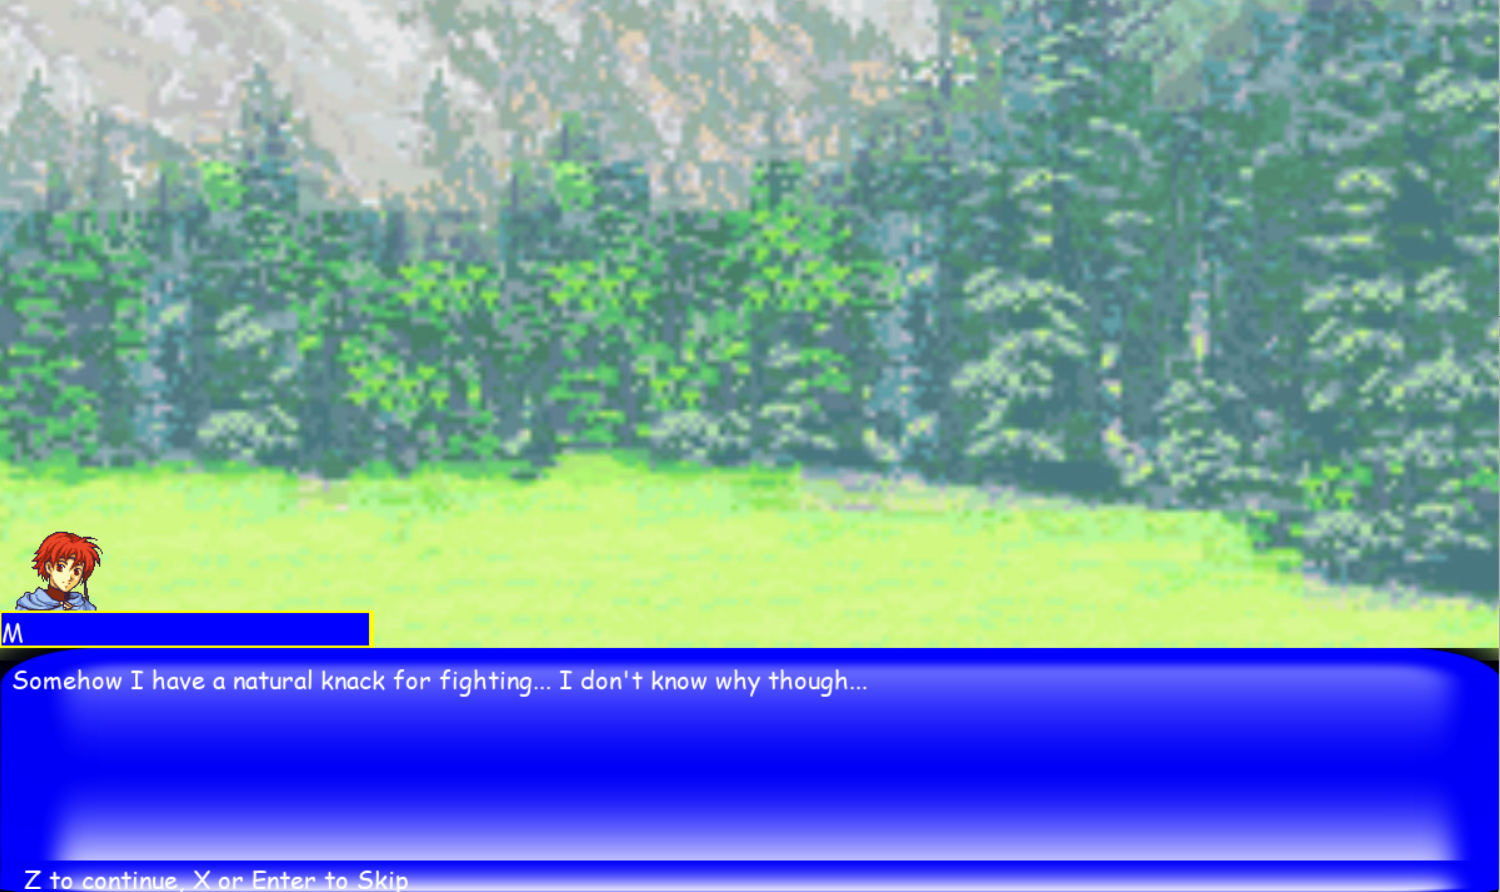 M
Somehow I have a natural knack for fighting... I don't know why though...
Z to continue, X or Enter to Skip